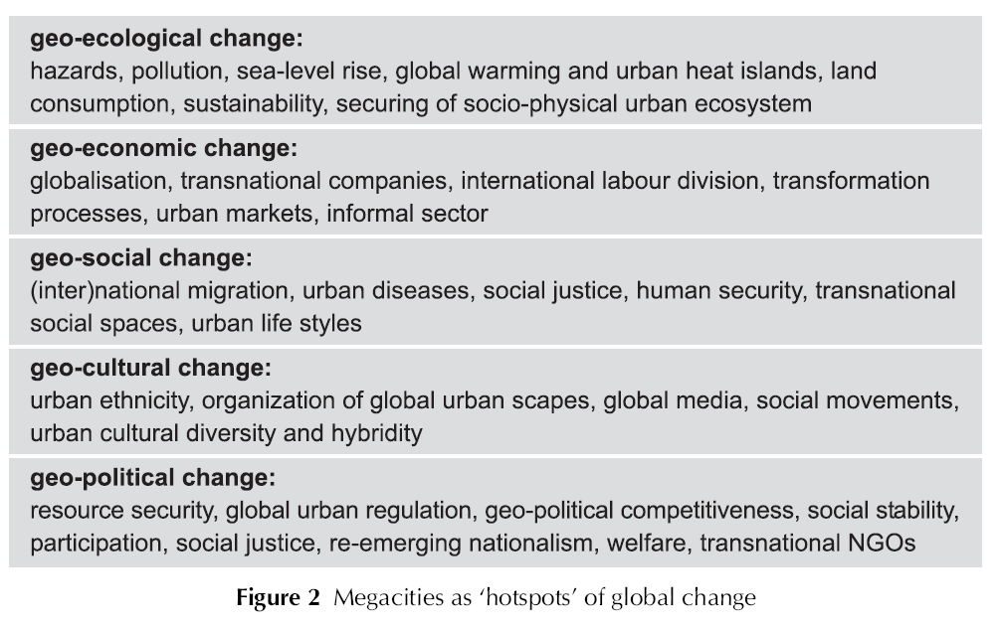 geo-ecological change:
hazards, pollution, sea-level rise, global warming and urban heat islands, land
consumption, sustainability, securing of socio-physical urban ecosystem
geo-economic change:
globalisation, transnational companies, international labour division, transformation
processes, urban markets, informal sector
geo-social change:
(inter)national migration, urban diseases, social justice, human security, transnational
social spaces, urban life styles
geo-cultural change:
urban ethnicity, organization of global urban scapes, global media, social movements,
urban cultural diversity and hybridity
geo-political change:
resource security, global urban regulation, geo-political competitiveness, social stability,
participation, social justice, re-emerging nationalism, welfare, transnational NGOs
Figure 2 Megacities as ‘hotspots’ of global change